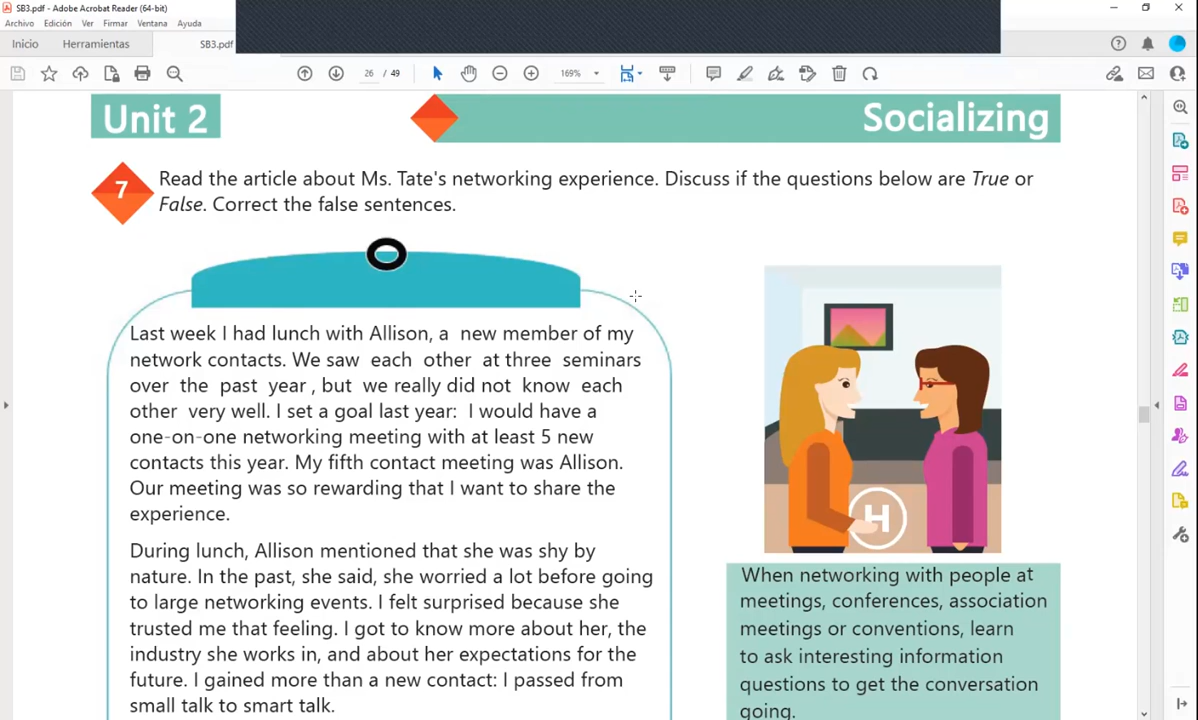 SB3.pdf - Adobe Acrobat Reader (64-bit)
Archivo Edición Ver Firmar Ventana Ayuda
Inicio Herramientas SB3.pdf
26 / 49 169%
Unit 2
Socializing
7
Read the article about Ms. Tate's networking experience. Discuss if the questions below are True or
False. Correct the false sentences.
Last week I had lunch with Allison, a new member of my
network contacts. We saw each other at three seminars
over the past year , but we really did not know each
other very well. I set a goal last year: I would have a
one-on-one networking meeting with at least 5 new
contacts this year. My fifth contact meeting was Allison.
Our meeting was so rewarding that I want to share the
experience.
During lunch, Allison mentioned that she was shy by
nature. In the past, she said, she worried a lot before going
to large networking events. I felt surprised because she
trusted me that feeling. I got to know more about her, the
industry she works in, and about her expectations for the
future. I gained more than a new contact: I passed from
small talk to smart talk.
H
When networking with people at
meetings, conferences, association
meetings or conventions, learn
to ask interesting information
questions to get the conversation
going.